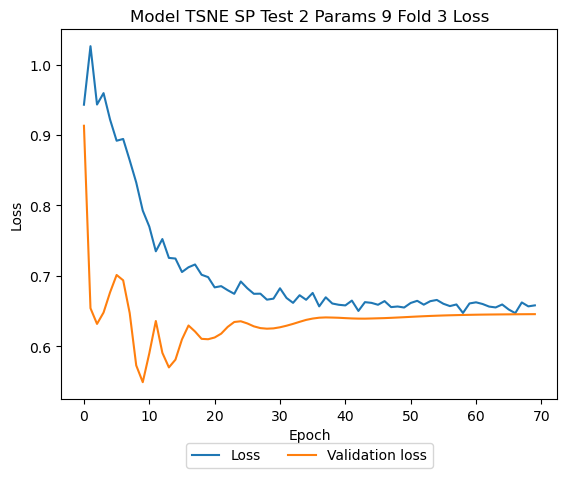 Model TSNE SP Test 2 Params 9 Fold 3 Loss
1.0
0.9
0.8
0.7
0.6
Loss
0 10 20 30 40 50 60 70
Epoch
Loss Validation loss